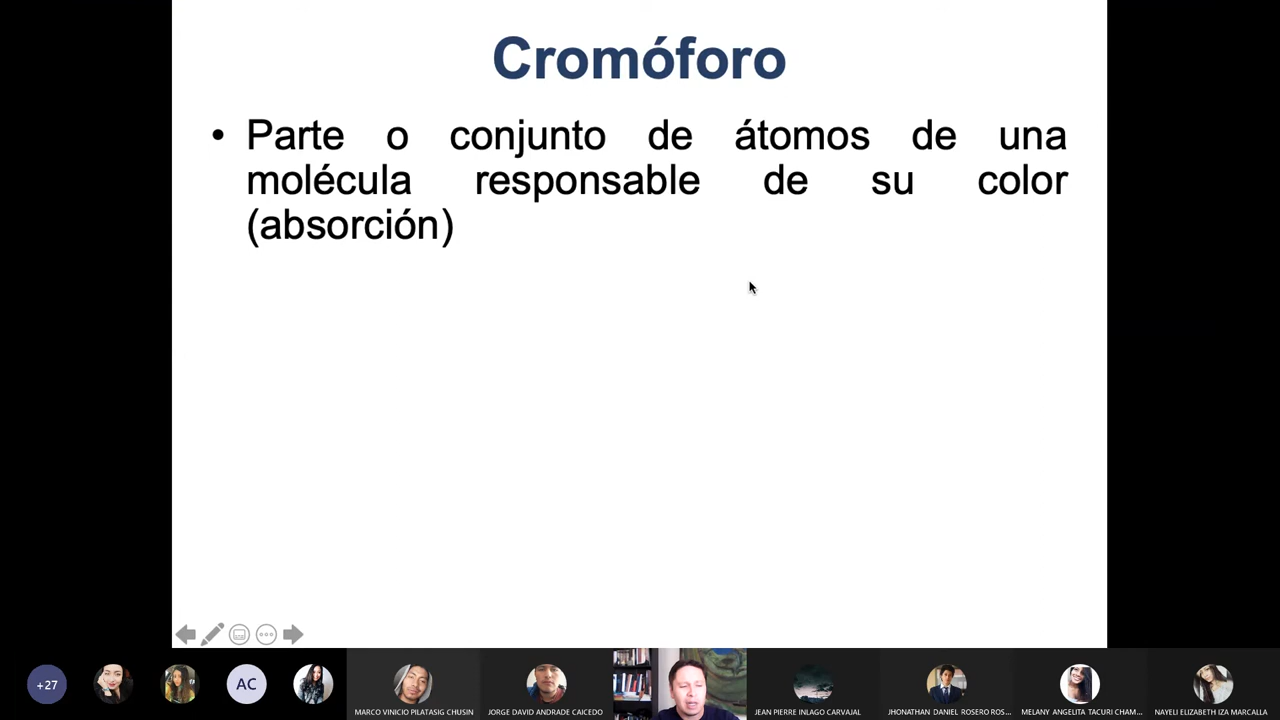 Cromóforo
• Parte o conjunto de átomos de una
molécula responsable de su color
(absorción)
+27
AC
MARCO VINICIO PILATASIG CHUSIN
JORGE DAVID ANDRADE CAICEDO
JEAN PIERRE INLAGO CARVAJAL
JHONATHAN DANIEL ROSERO ROS...
MELANY ANGELITA TACURI CHAM...
NAYELI ELIZABETH IZA MARCALLA